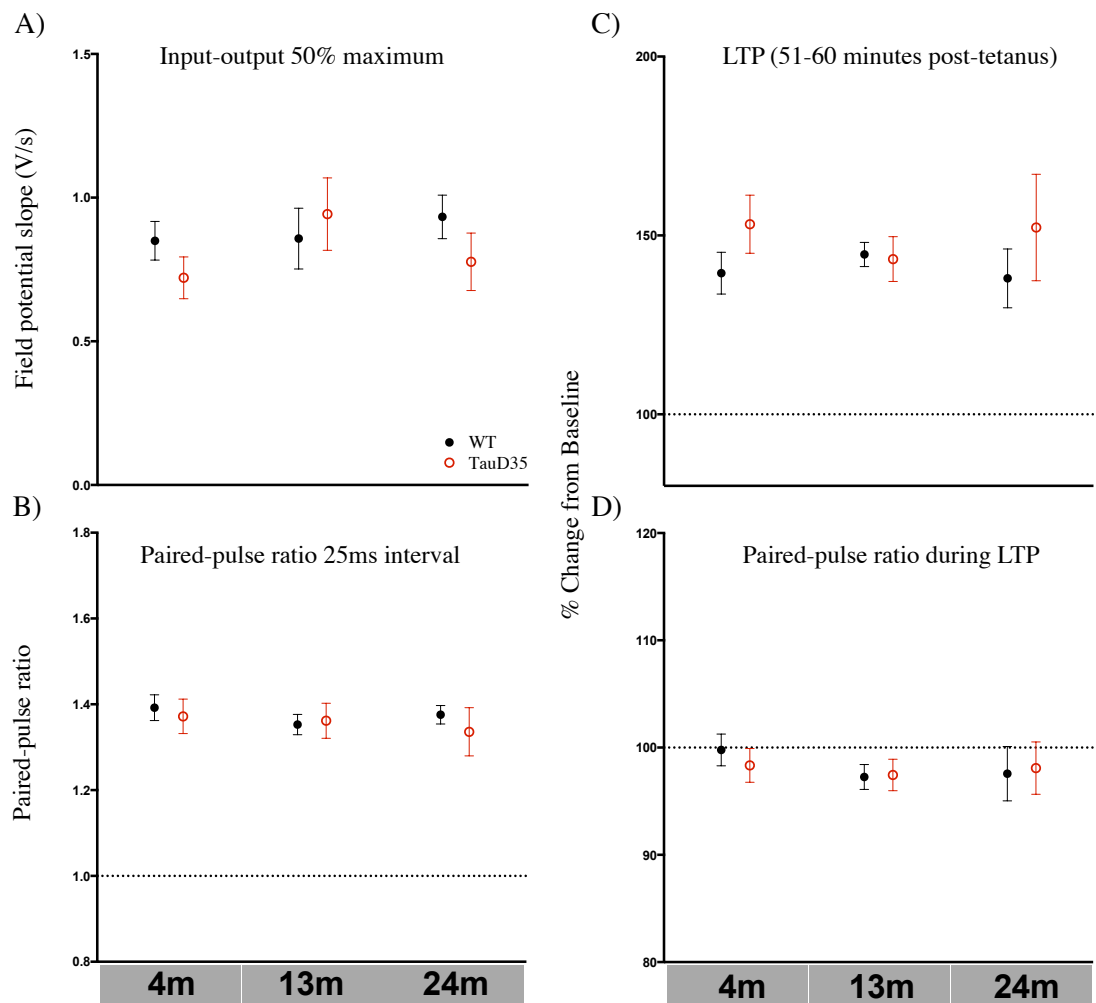 A)
Input-output 50% maximum
1.5
1.0
0.5
0.0
Field potential slope (V/s)
WT
TauD35
B)
Paired-pulse ratio 25ms interval
1.8
1.6
1.4
1.2
1.0
0.8
Paired-pulse ratio
4m 13m 24m
C)
LTP (51-60 minutes post-tetanus)
200
150
100
% Change from Baseline
D)
Paired-pulse ratio during LTP
120
110
100
90
80
4m 13m 24m